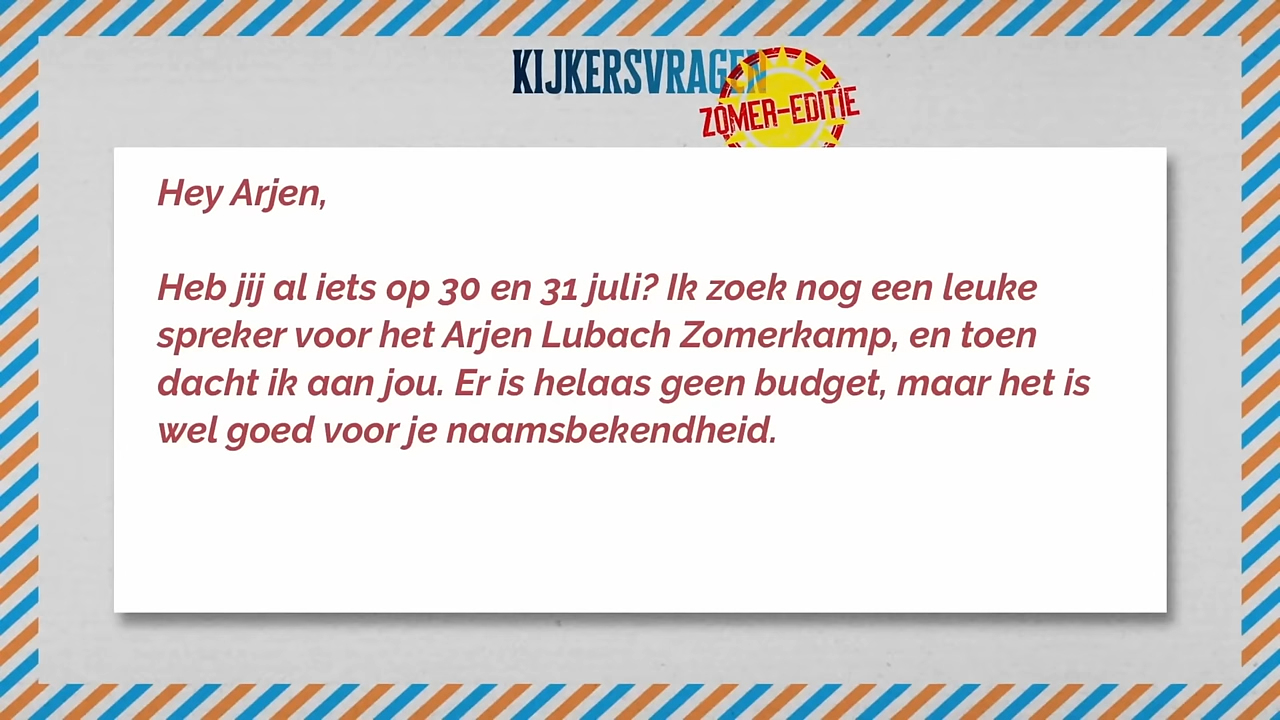 KIJKERSVRAGEN
ZOMER-EDITIE
Hey Arjen,
Heb jij al iets op 30 en 31 juli? Ik zoek nog een leuke
spreker voor het Arjen Lubach Zomerkamp, en toen
dacht ik aan jou. Er is helaas geen budget, maar het is
wel goed voor je naamsbekendheid.